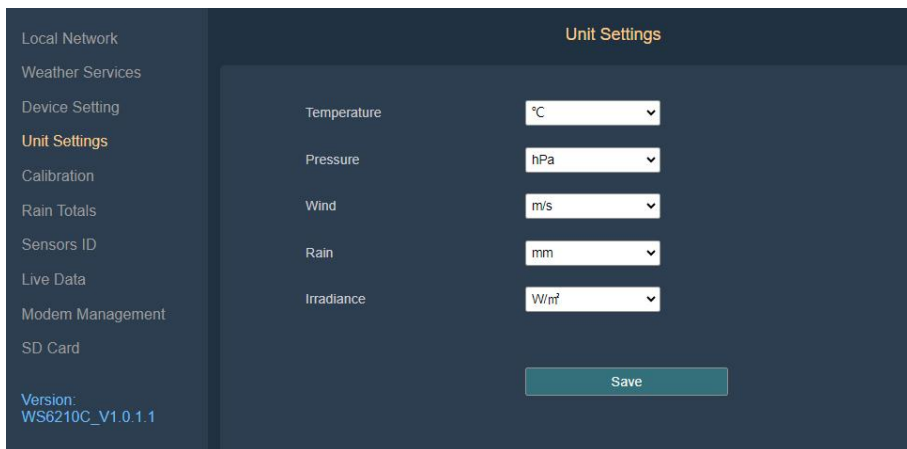 Local Network
Weather Services
Device Setting
Unit Settings
Calibration
Rain Totals
Sensors ID
Live Data
Modem Management
SD Card
Version:
WS6210C_V1.0.1.1
Unit Settings
Temperature ℃
Pressure hPa
Wind m/s
Rain mm
Irradiance W/㎡
Save